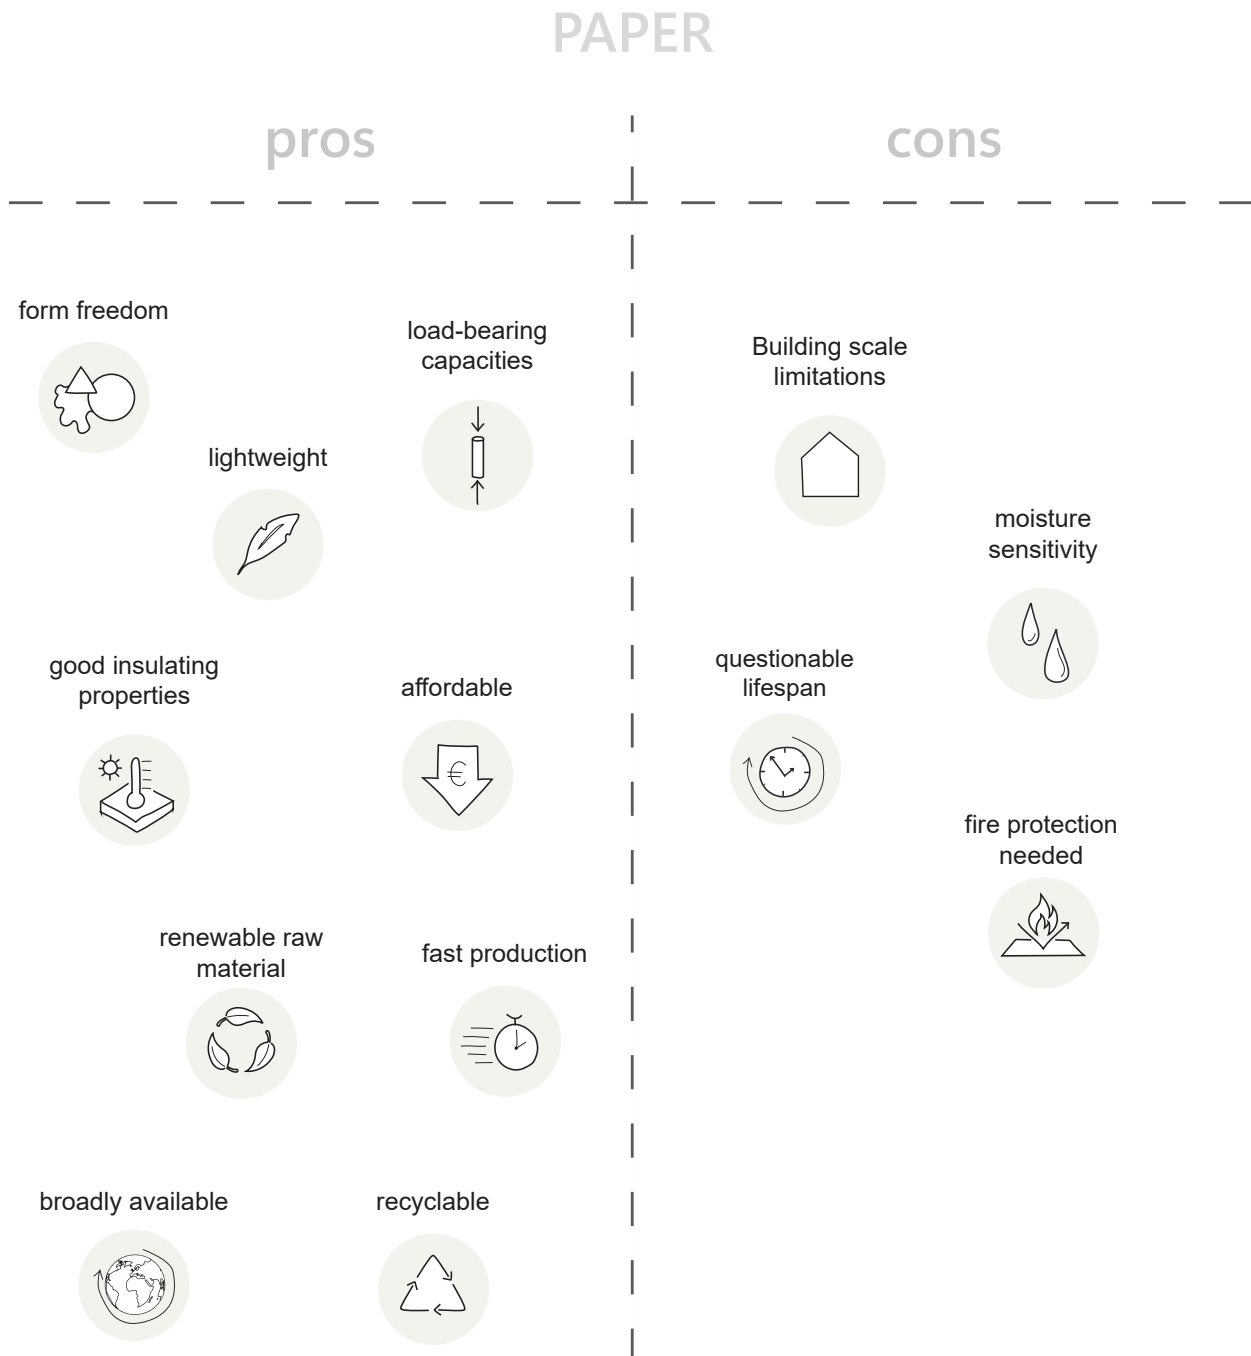 PAPER
pros
cons
form freedom
load-bearing
capacities
lightweight
good insulating
properties
affordable
€
renewable raw
material
fast production
broadly available
recyclable
Building scale
limitations
moisture
sensitivity
questionable
lifespan
fire protection
needed